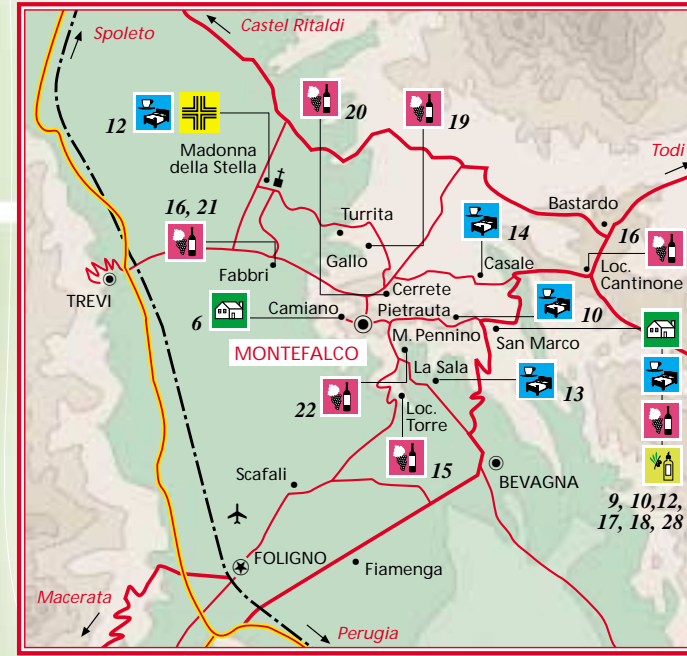 Spoleto
Castel Ritaldi
12
20
19
Madonna
della Stella
Todi
16, 21
Turrita
Bastardo
14
16
Gallo
Fabbri
Casale
Loc.
Cantinone
TREVI
Cerrete
6
Camiano
Pietrauta
10
San Marco
M. Pennino
MONTEFALCO
La Sala
13
22
Loc.
Torre
15
Scafali
BEVAGNA
9, 10,12,
17, 18, 28
FOLIGNO
Fiamenga
Macerata
Perugia